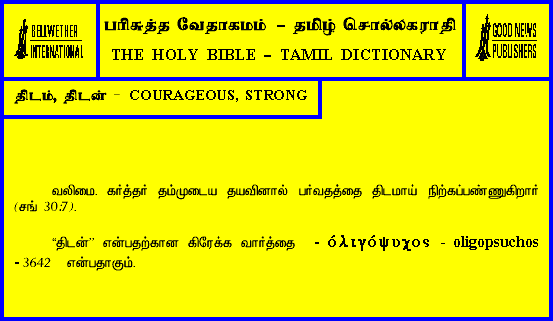 BELLWETHER
INTERNATIONAL
பரிசுத்த வேதாகமம் – தமிழ் சொல்லகராதி
THE HOLY BIBLE – TAMIL DICTIONARY
GOOD NEWS
PUBLISHERS
திடம், திடன் - COURAGEOUS, STRONG
வலிமை. கர்த்தர் தம்முடைய தயவினால் பர்வதத்தை திடமாய் நிற்கப்பண்ணுகிறார்
(சங் 30:7).
“திடன்” என்பதற்கான கிரேக்க வார்த்தை - όλιγόψυχος - oligopsuchos
- 3642 என்பதாகும்.